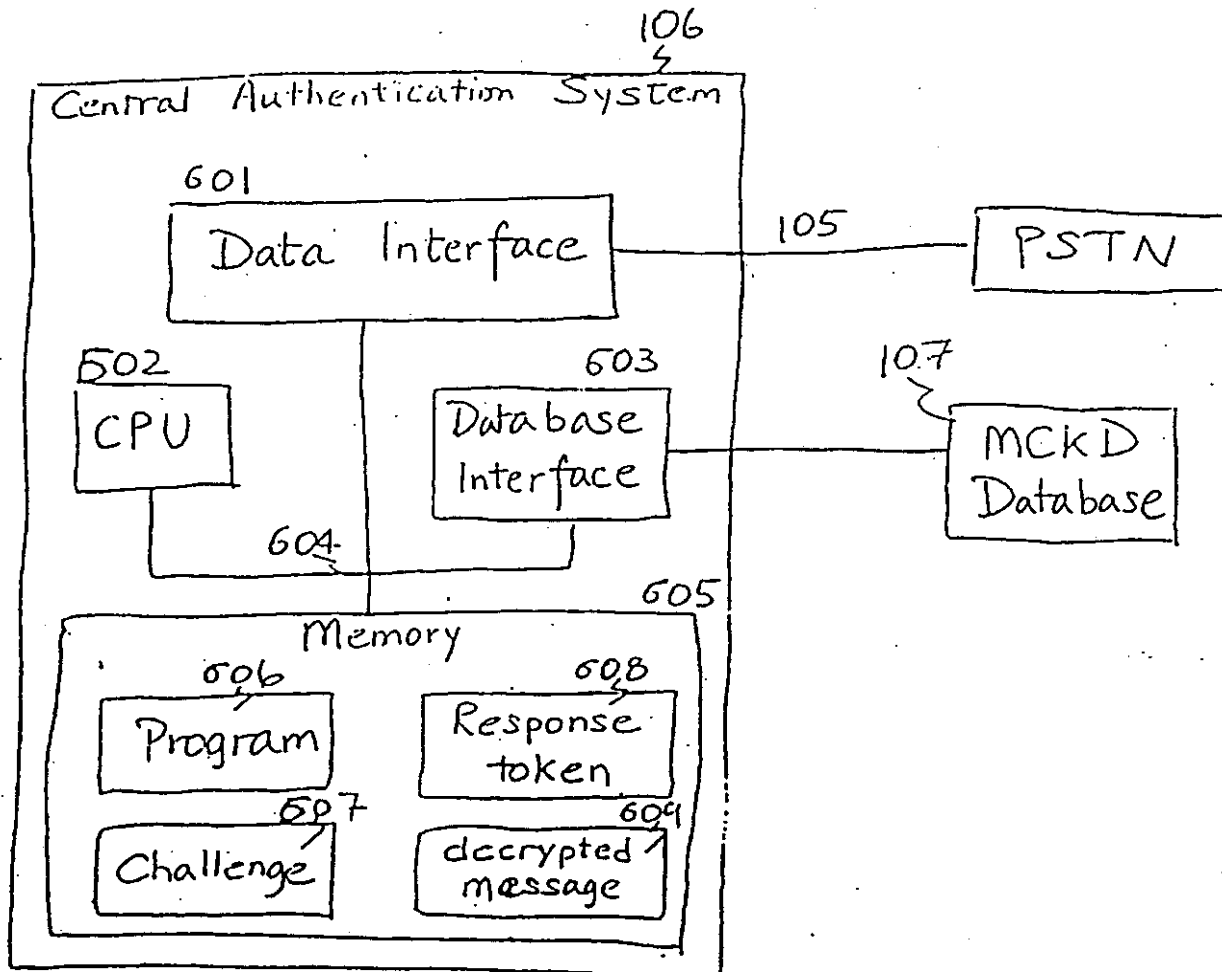 106
Central Authentication System
601
Data Interface
105
PSTN
602
CPU
603
Database
Interface
107
MCKD
Database
604
605
Memory
606
Program
608
Response
token
607
Challenge
609
decrypted
message